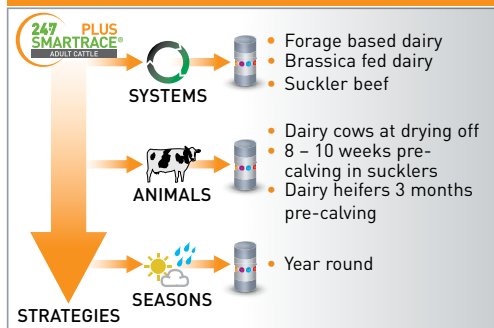 247 PLUS
SMARTRACE®
ADULT CATTLE
SYSTEMS
• Forage based dairy
• Brassica fed dairy
• Suckler beef
ANIMALS
• Dairy cows at drying off
• 8 – 10 weeks pre-
calving in sucklers
• Dairy heifers 3 months
pre-calving
SEASONS
• Year round
STRATEGIES